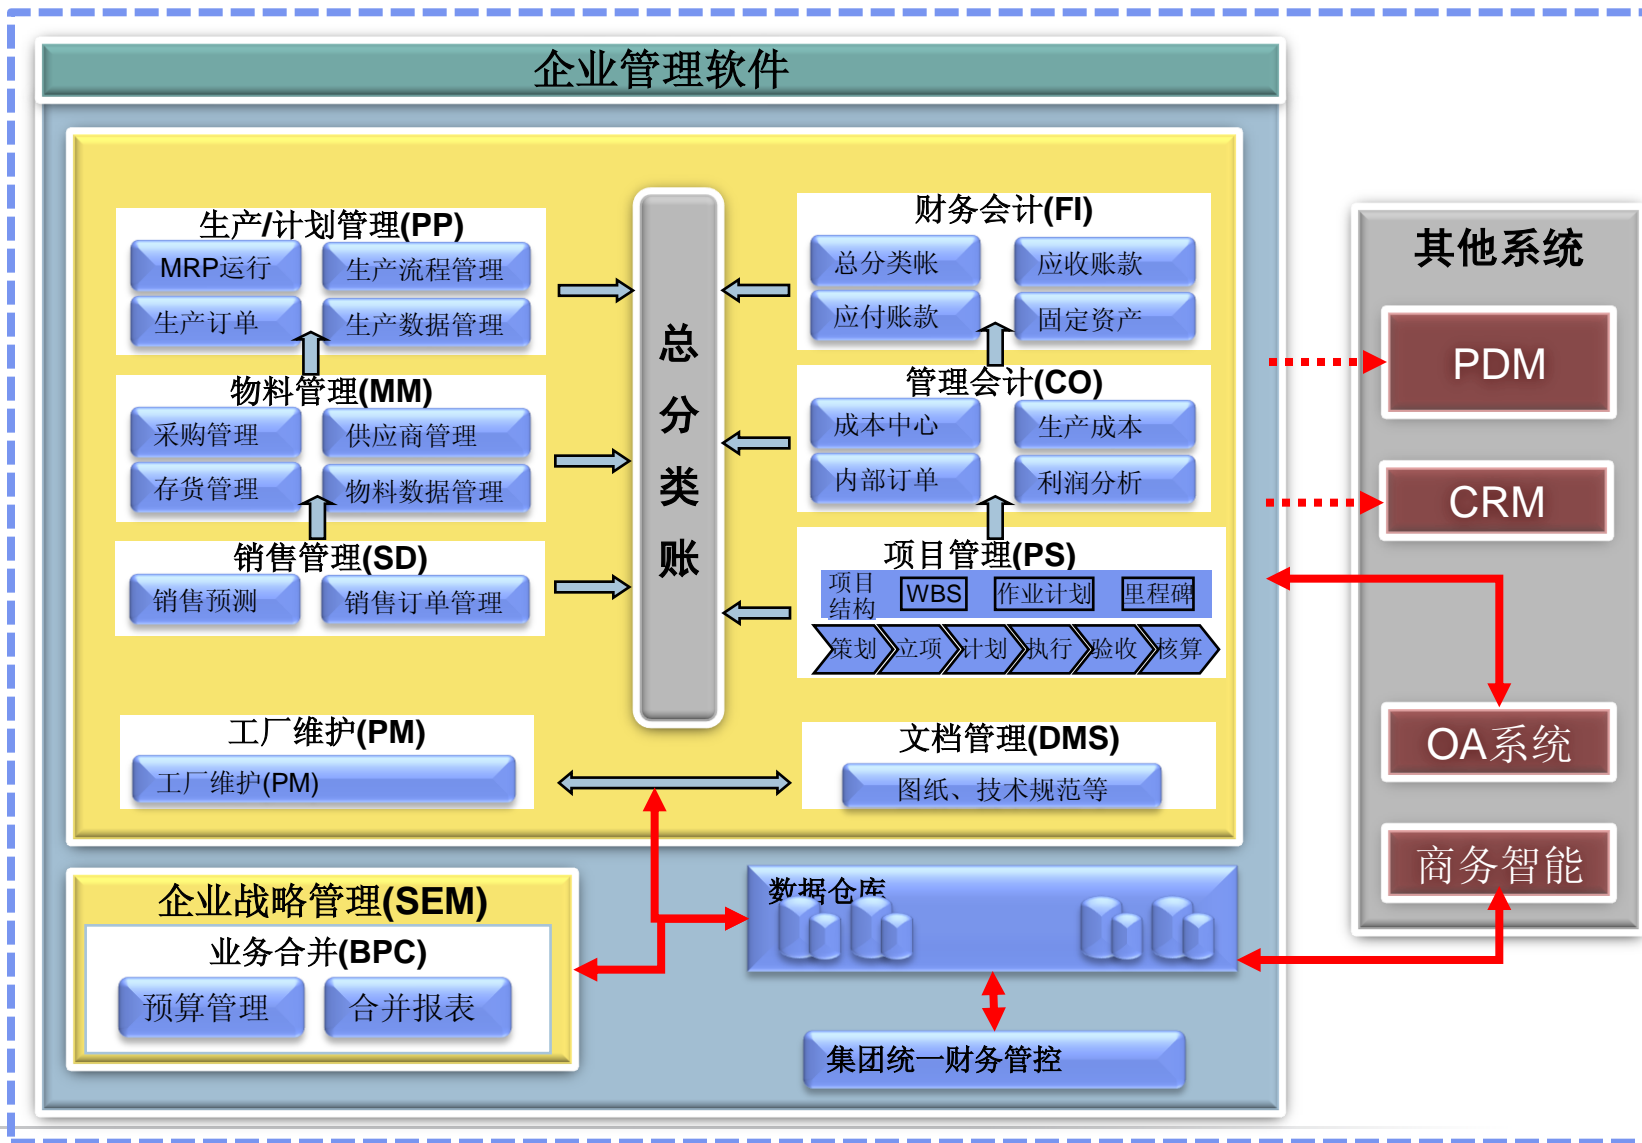 企业管理软件
生产/计划管理(PP)
MRP运行
生产流程管理
生产订单
生产数据管理
物料管理(MM)
采购管理
供应商管理
存货管理
物料数据管理
销售管理(SD)
销售预测
销售订单管理
总
分
类
账
财务会计(FI)
总分类帐
应收账款
应付账款
固定资产
管理会计(CO)
成本中心
生产成本
内部订单
利润分析
项目管理(PS)
项目
结构
WBS
作业计划
里程碑
策划
立项
计划
执行
验收
核算
工厂维护(PM)
工厂维护(PM)
文档管理(DMS)
图纸、技术规范等
企业战略管理(SEM)
业务合并(BPC)
预算管理
合并报表
数据仓库
集团统一财务管控
其他系统
PDM
CRM
OA系统
商务智能